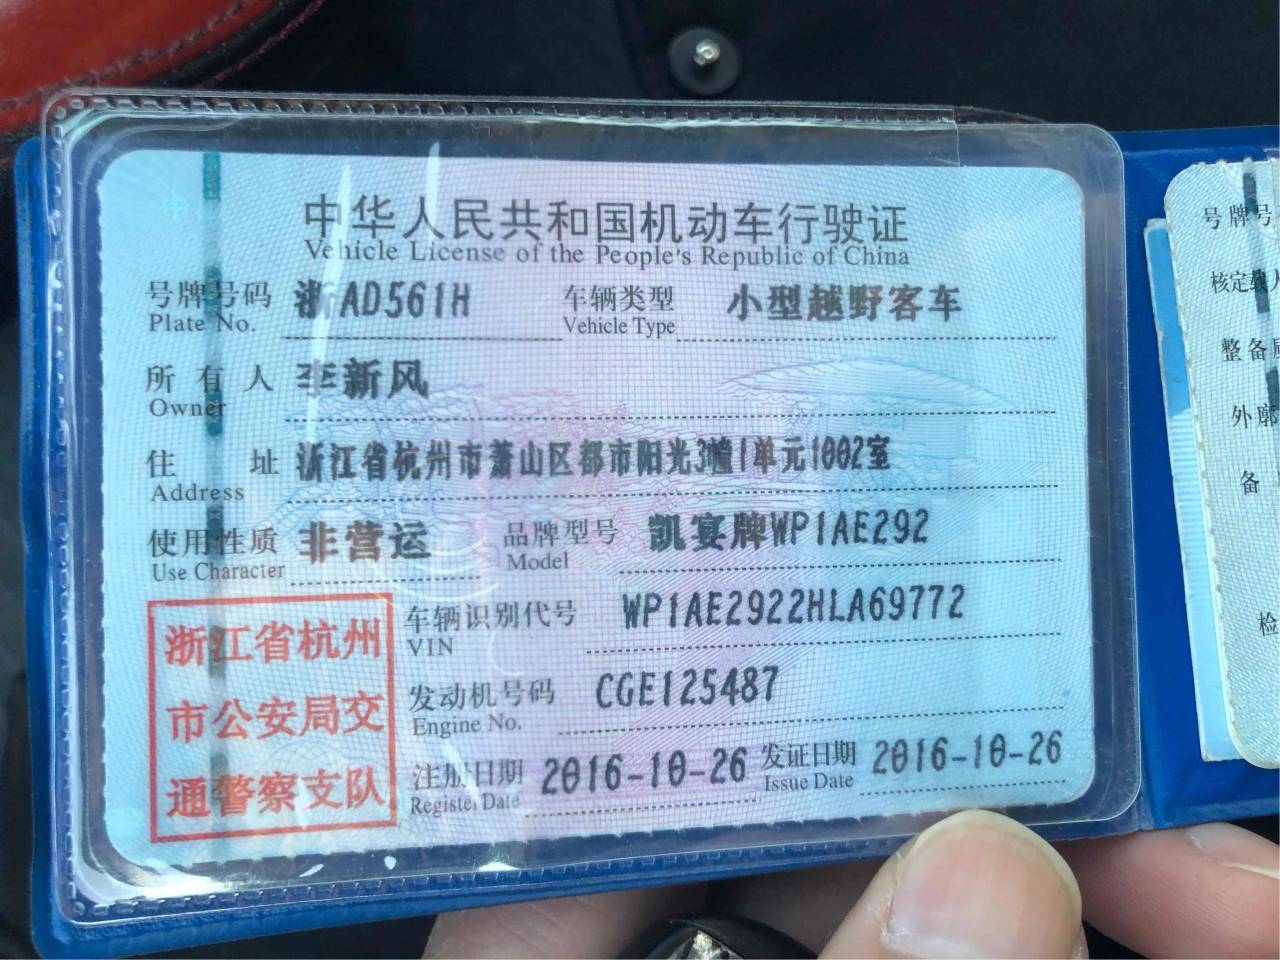 中华人民共和国机动车行驶证
Vehicle License of the People's Republic of China
号牌号码 浙AD561H 车辆类型 小型越野客车
Plate No. Vehicle Type
所有人 李新风
Owner
住址 浙江省杭州市萧山区都市阳光3幢1单元1002室
Address
使用性质 非营运 品牌型号 凯宴牌WP1AE292
Use Character Model
车辆识别代号 WP1AE2922HLA69772
VIN
发动机号码 CGE125487
Engine No.
注册日期 2016-10-26 发证日期 2016-10-26
Register Date Issue Date
浙江省杭州
市公安局交
通警察支队
号牌号
核定载人
整备
外廓
备
检